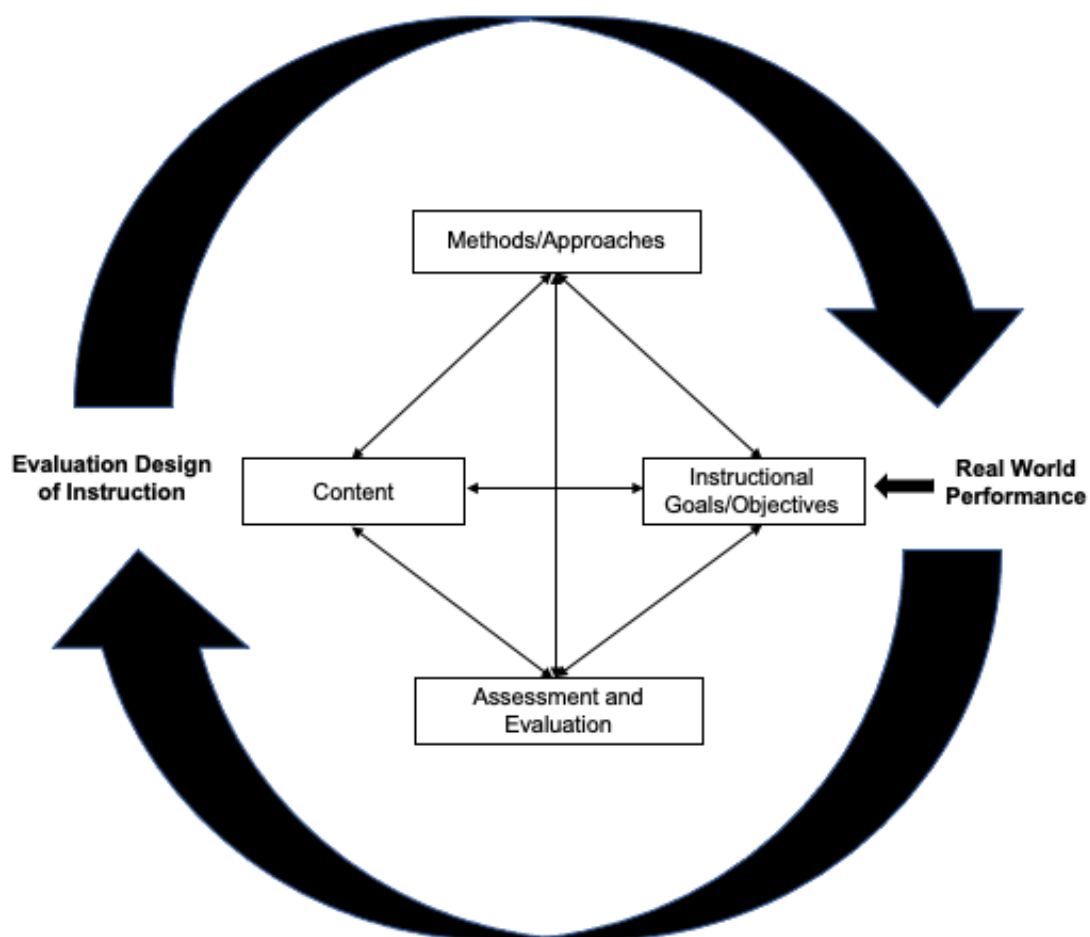 Methods/Approaches
Evaluation Design
of Instruction
Content
Instructional
Goals/Objectives
Real World
Performance
Assessment and
Evaluation